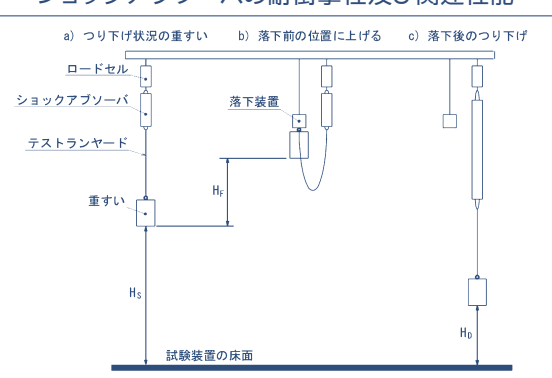 ショックアブソーバの耐衝撃性及び関連性能
a) つり下げ状況の重すい b) 落下前の位置に上げる c) 落下後のつり下げ
ロードセル
ショックアブソーバ
落下装置
テストランヤード
HF
重すい
HS
HD
試験装置の床面